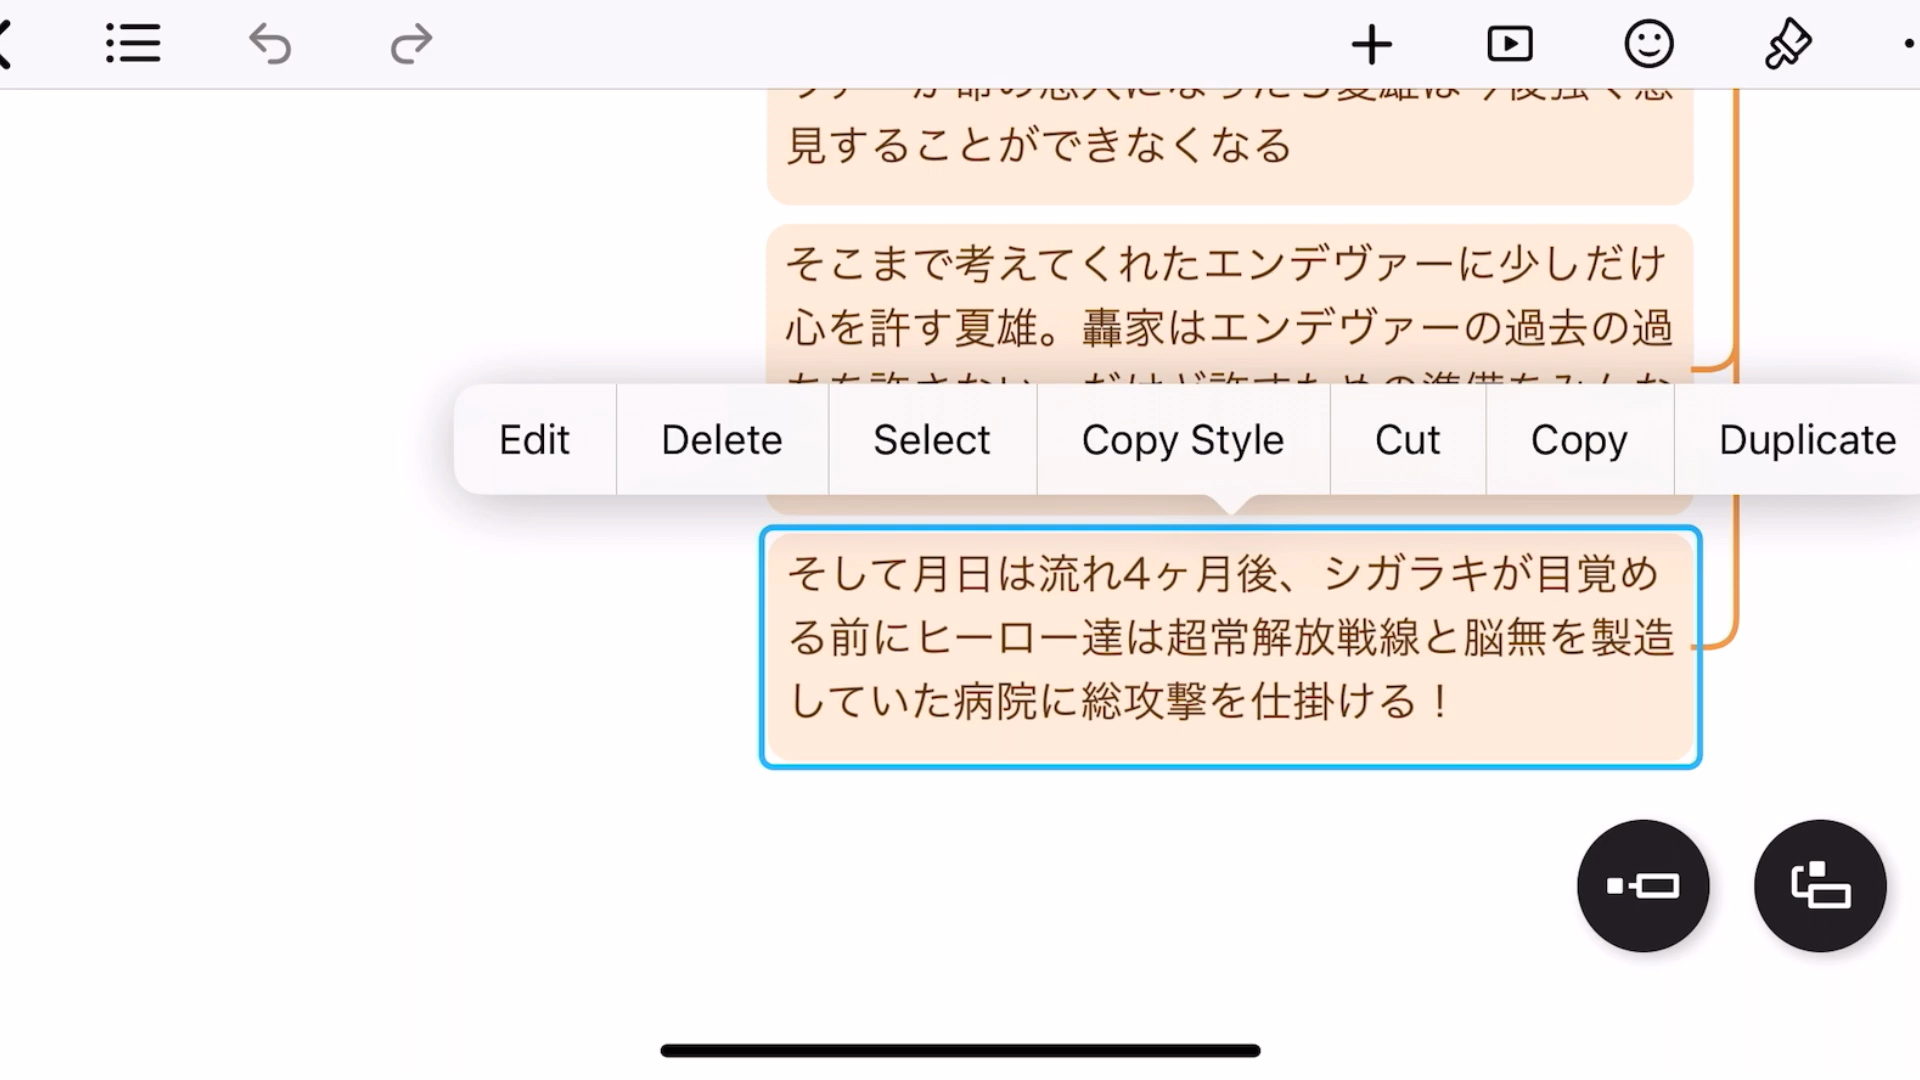 見することができなくなる
そこまで考えてくれたエンデヴァーに少しだけ
心を許す夏雄。轟家はエンデヴァーの過去の過
Edit
Delete
Select
Copy Style
Cut
Copy
Duplicate
そして月日は流れ4ヶ月後、シガラキが目覚め
る前にヒーロー達は超常解放戦線と脳無を製造
していた病院に総攻撃を仕掛ける！